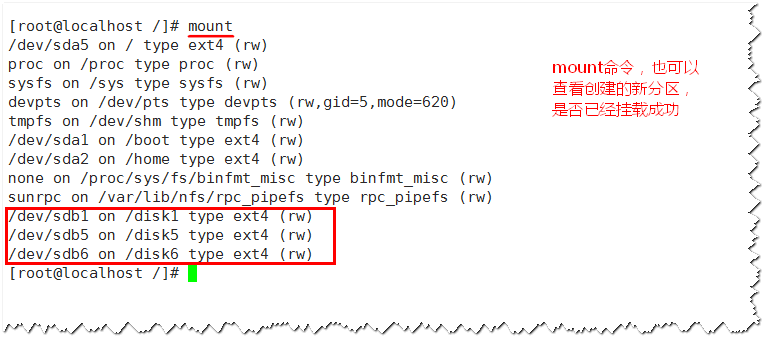 [root@localhost /]# mount
/dev/sda5 on / type ext4 (rw)
proc on /proc type proc (rw)
sysfs on /sys type sysfs (rw)
devpts on /dev/pts type devpts (rw,gid=5,mode=620)
tmpfs on /dev/shm type tmpfs (rw)
/dev/sda1 on /boot type ext4 (rw)
/dev/sda2 on /home type ext4 (rw)
none on /proc/sys/fs/binfmt_misc type binfmt_misc (rw)
sunrpc on /var/lib/nfs/rpc_pipefs type rpc_pipefs (rw)
/dev/sdb1 on /disk1 type ext4 (rw)
/dev/sdb5 on /disk5 type ext4 (rw)
/dev/sdb6 on /disk6 type ext4 (rw)
[root@localhost /]#
mount命令，也可以
查看创建的新分区，
是否已经挂载成功